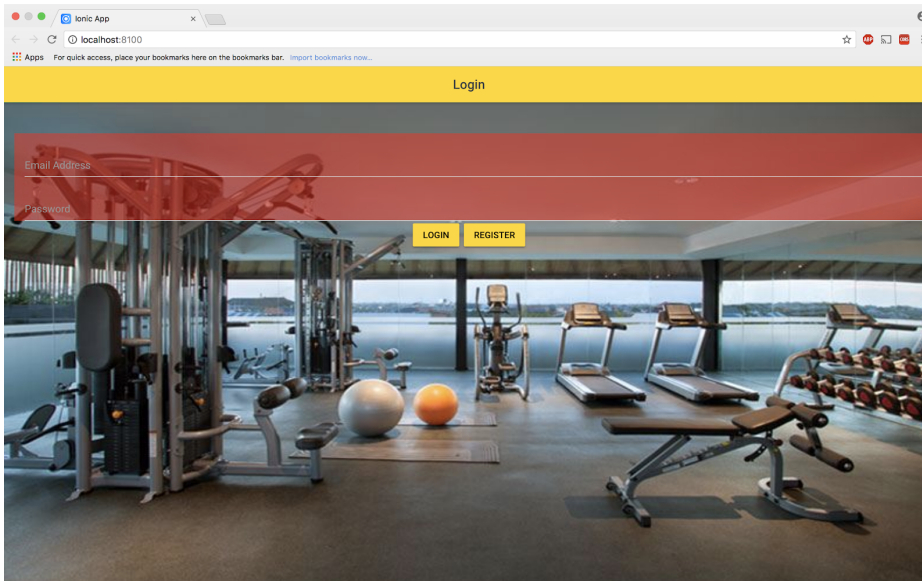 Ionic App
localhost:8100
ABP
Apps For quick access, place your bookmarks here on the bookmarks bar. Import bookmarks now...
Login
Email Address
Password
LOGIN REGISTER